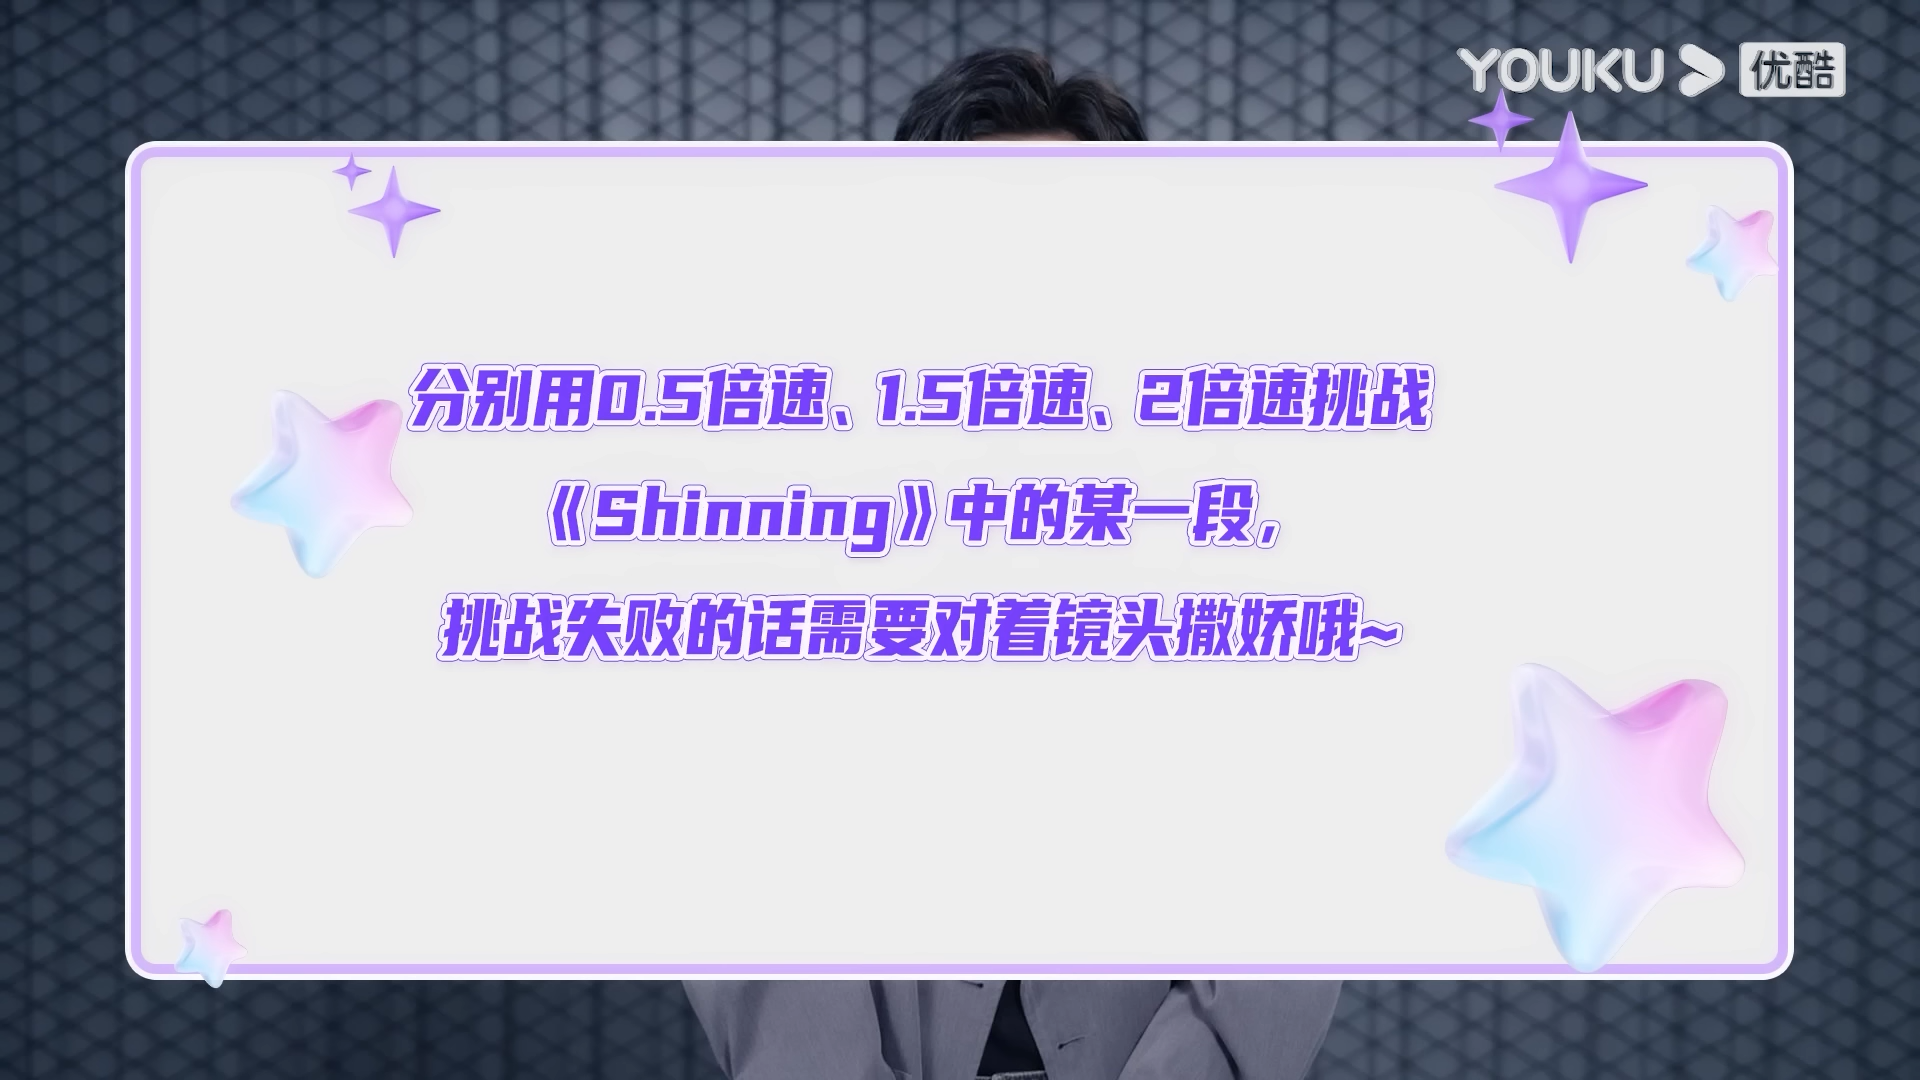 YOUKU 优酷
分别用0.5倍速、1.5倍速、2倍速挑战
《Shinning》中的某一段，
挑战失败的话需要对着镜头撒娇哦~